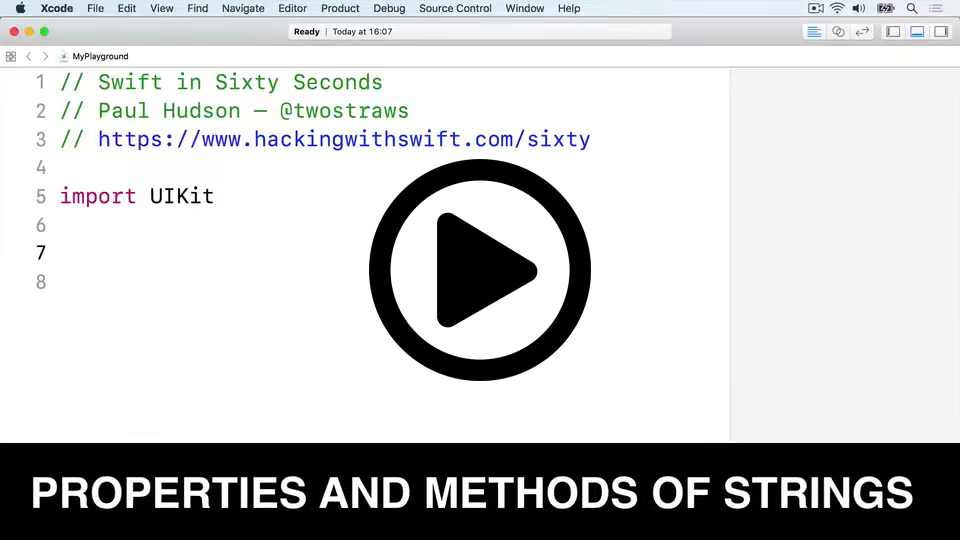 Xcode File Edit View Find Navigate Editor Product Debug Source Control Window Help
Ready | Today at 16:07
MyPlayground
1 // Swift in Sixty Seconds
2 // Paul Hudson — @twostraws
3 // https://www.hackingwithswift.com/sixty
4
5 import UIKit
6
7
8
PROPERTIES AND METHODS OF STRINGS